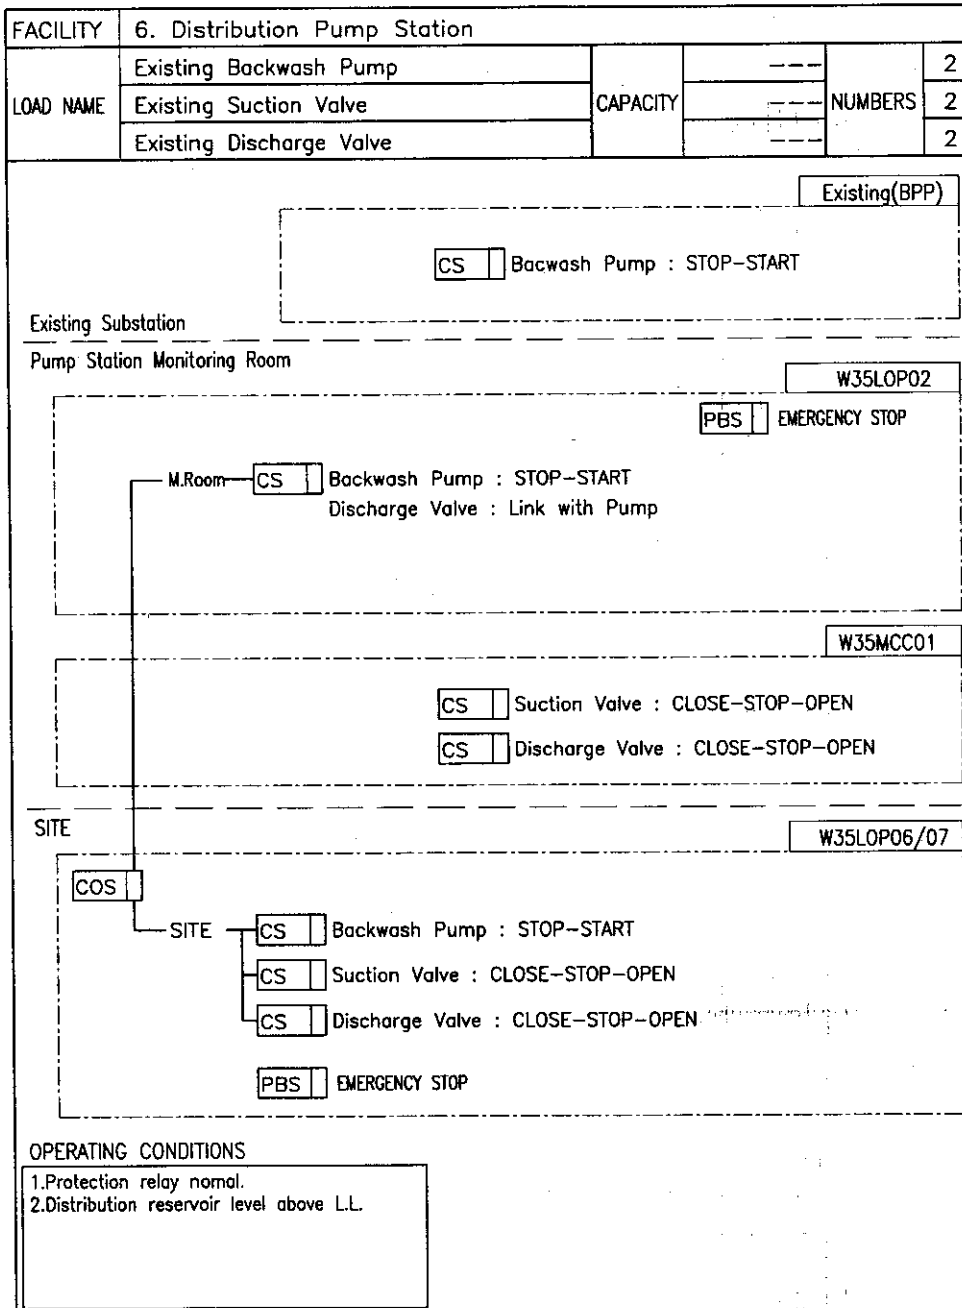 FACILITY 6. Distribution Pump Station
LOAD NAME
Existing Backwash Pump
Existing Suction Valve
Existing Discharge Valve
CAPACITY
---
---
---
NUMBERS
2
2
2
Existing(BPP)
CS Bacwash Pump : STOP-START
Existing Substation
Pump Station Monitoring Room
W35LOP02
PBS EMERGENCY STOP
M.Room CS Backwash Pump : STOP-START
Discharge Valve : Link with Pump
W35MCC01
CS Suction Valve : CLOSE-STOP-OPEN
CS Discharge Valve : CLOSE-STOP-OPEN
SITE
W35LOP06/07
COS
SITE CS Backwash Pump : STOP-START
CS Suction Valve : CLOSE-STOP-OPEN
CS Discharge Valve : CLOSE-STOP-OPEN
PBS EMERGENCY STOP
OPERATING CONDITIONS
1.Protection relay nomal.
2.Distribution reservoir level above L.L.